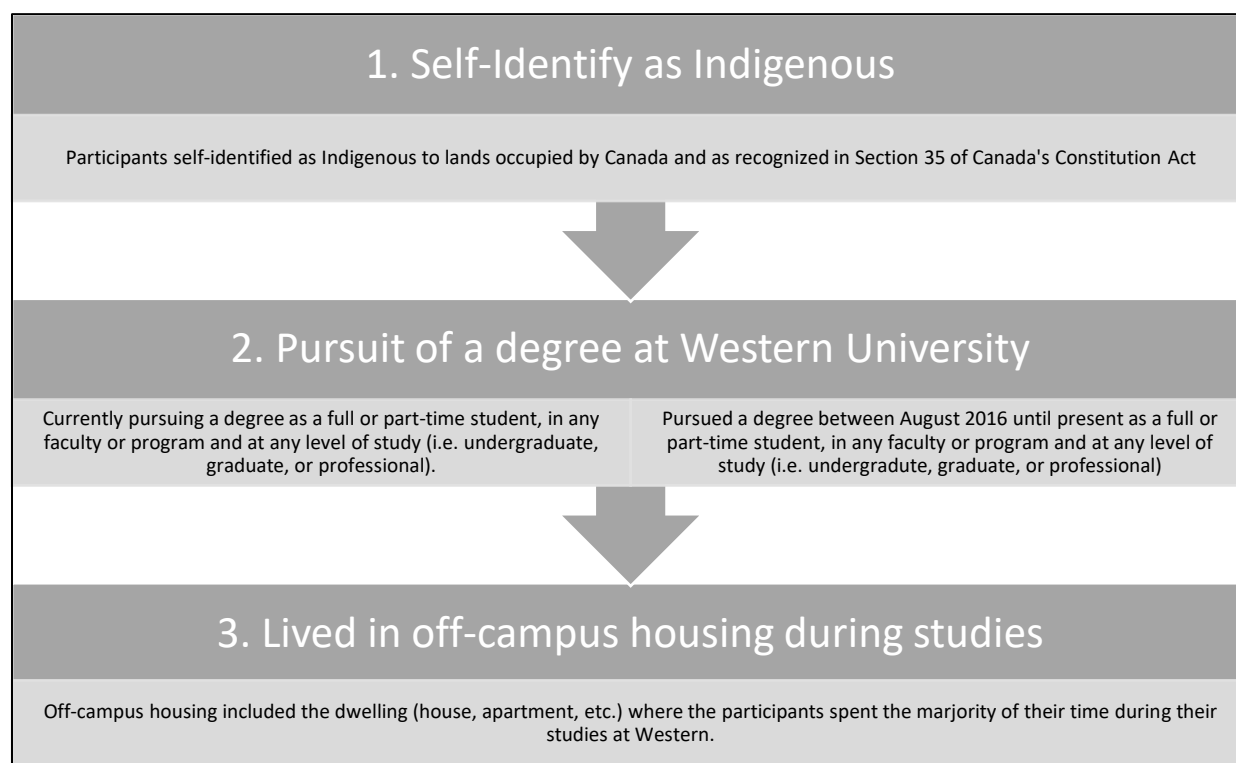 1. Self-Identify as Indigenous
Participants self-identified as Indigenous to lands occupied by Canada and as recognized in Section 35 of Canada's Constitution Act
2. Pursuit of a degree at Western University
Currently pursuing a degree as a full or part-time student, in any
faculty or program and at any level of study (i.e. undergraduate,
graduate, or professional).
Pursued a degree between August 2016 until present as a full or
part-time student, in any faculty or program and at any level of
study (i.e. undergradute, graduate, or professional)
3. Lived in off-campus housing during studies
Off-campus housing included the dwelling (house, apartment, etc.) where the participants spent the marjority of their time during their
studies at Western.